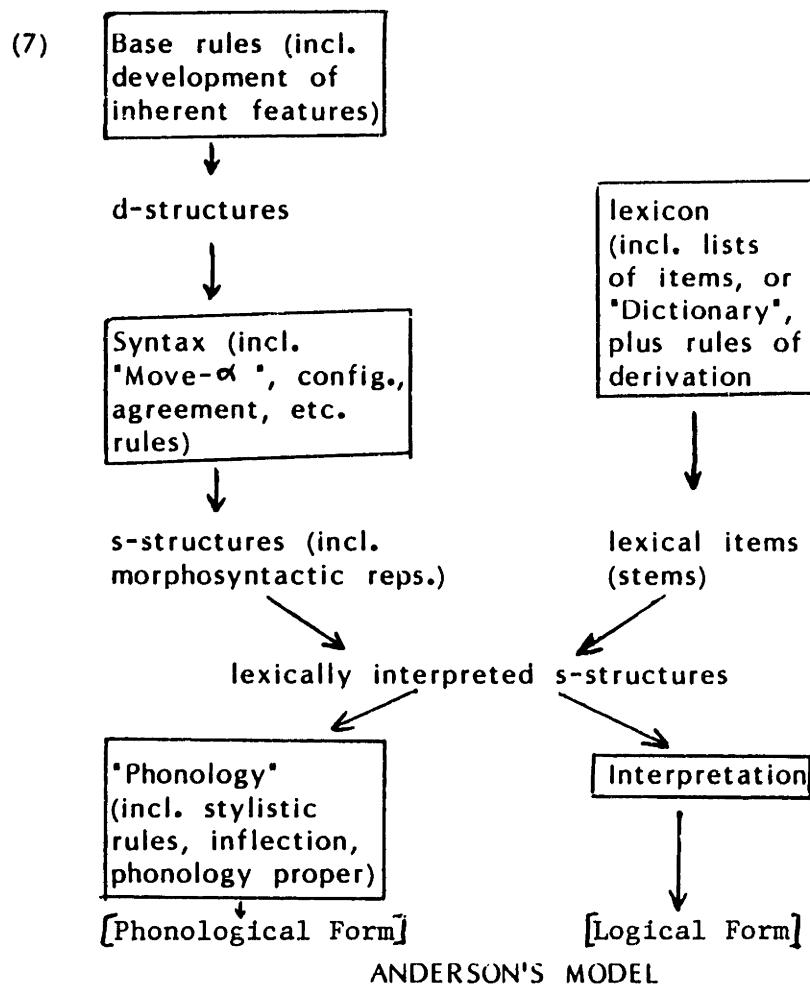 (7)
Base rules (incl.
development of
inherent features)
d-structures
Syntax (incl.
"Move-α ", config.,
agreement, etc.
rules)
s-structures (incl.
morphosyntactic reps.)
lexicon
(incl. lists
of items, or
"Dictionary",
plus rules of
derivation
lexical items
(stems)
lexically interpreted s-structures
"Phonology"
(incl. stylistic
rules, inflection,
phonology proper)
[Phonological Form]
Interpretation
[Logical Form]
ANDERSON'S MODEL